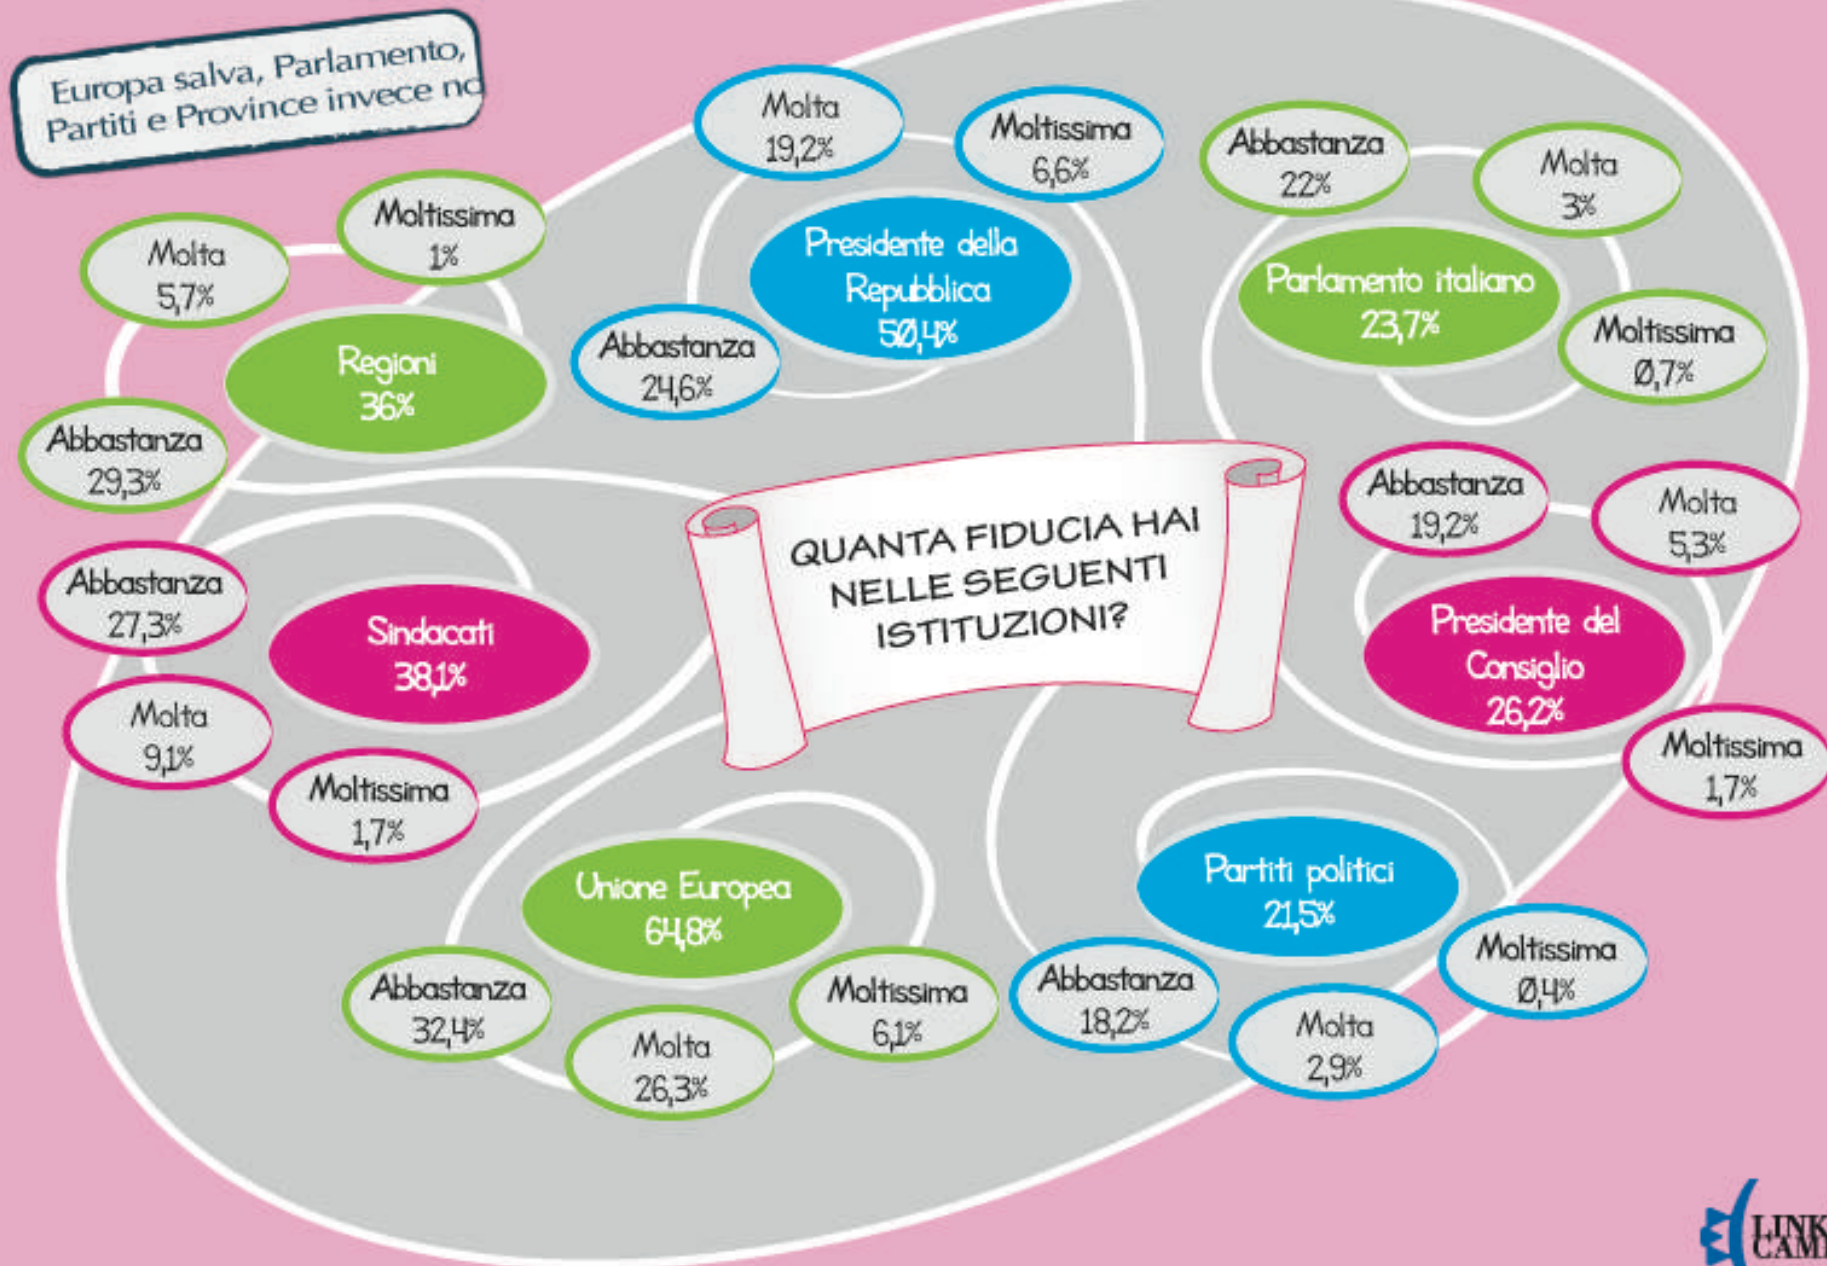 Europa salva, Parlamento,
Partiti e Province invece no
Molta
19,2%
Moltissima
6,6%
Abbastanza
24,6%
Presidente della
Repubblica
50,4%
Abbastanza
22%
Molta
3%
Moltissima
0,7%
Parlamento italiano
23,7%
Molta
5,7%
Moltissima
1%
Abbastanza
29,3%
Regioni
36%
QUANTA FIDUCIA HAI
NELLE SEGUENTI
ISTITUZIONI?
Abbastanza
19,2%
Molta
5,3%
Presidente del
Consiglio
26,2%
Moltissima
1,7%
Abbastanza
27,3%
Sindacati
38,1%
Molta
9,1%
Moltissima
1,7%
Unione Europea
64,8%
Abbastanza
32,4%
Molta
26,3%
Moltissima
6,1%
Partiti politici
21,5%
Abbastanza
18,2%
Molta
2,9%
Moltissima
0,4%